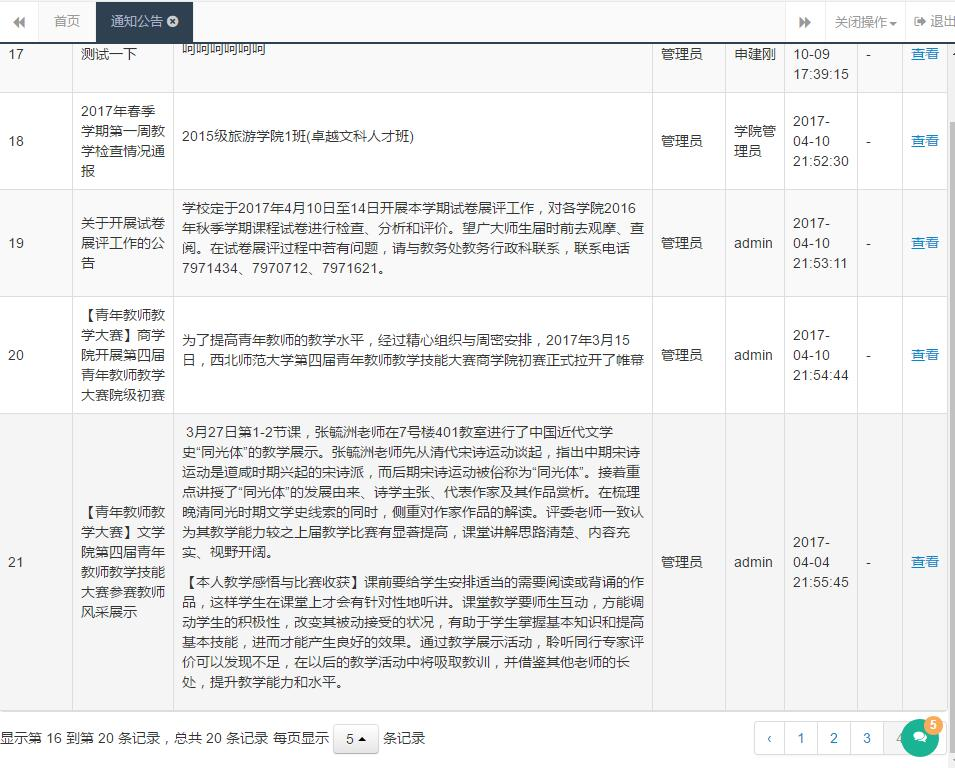 首页
通知公告
关闭操作
退出
17
测试一下
呵呵呵呵呵呵
管理员
申建刚
10-09
17:39:15
-
查看
18
2017年春季
学期第一周教
学检查情况通
报
2015级旅游学院1班(卓越文科人才班)
管理员
学院管
理员
2017-
04-10
21:52:30
-
查看
19
关于开展试卷
展评工作的公
告
学校定于2017年4月10日至14日开展本学期试卷展评工作，对各学院2016
年秋季学期课程试卷进行检查、分析和评价。望广大师生届时前去观摩、查
阅。在试卷展评过程中若有问题，请与教务处教务行政科联系，联系电话
7971434、7970712、7971621。
管理员
admin
2017-
04-10
21:53:11
-
查看
20
【青年教师教
学大赛】商学
院开展第四届
青年教师教学
大赛院级初赛
为了提高青年教师的教学水平，经过精心组织与周密安排，2017年3月15
日，西北师范大学第四届青年教师教学技能大赛商学院初赛正式拉开了帷幕
管理员
admin
2017-
04-10
21:54:44
-
查看
21
【青年教师教
学大赛】文学
院第四届青年
教师教学技能
大赛参赛教师
风采展示
3月27日第1-2节课，张毓洲老师在7号楼401教室进行了中国近代文学
史“同光体”的教学展示。张毓洲老师先从清代宋诗运动谈起，指出中期宋诗
运动是道咸时期兴起的宋诗派，而后期宋诗运动被俗称为“同光体”。接着重
点讲授了“同光体”的发展由来、诗学主张、代表作家及其作品赏析。在梳理
晚清同光时期文学史线索的同时，侧重对作家作品的解读。评委老师一致认
为其教学能力较之上届教学比赛有显著提高，课堂讲解思路清楚、内容充
实、视野开阔。
【本人教学感悟与比赛收获】课前要给学生安排适当的需要阅读或背诵的作
品，这样学生在课堂上才会有针对性地听讲。课堂教学要师生互动，方能调
动学生的积极性，改变其被动接受的状况，有助于学生掌握基本知识和提高
基本技能，进而才能产生良好的效果。通过教学展示活动，聆听同行专家评
价可以发现不足，在以后的教学活动中将吸取教训，并借鉴其他老师的长
处，提升教学能力和水平。
管理员
admin
2017-
04-04
21:55:45
-
查看
显示第 16 到第 20 条记录，总共 20 条记录 每页显示 5 条记录
‹ 1 2 3 4
5